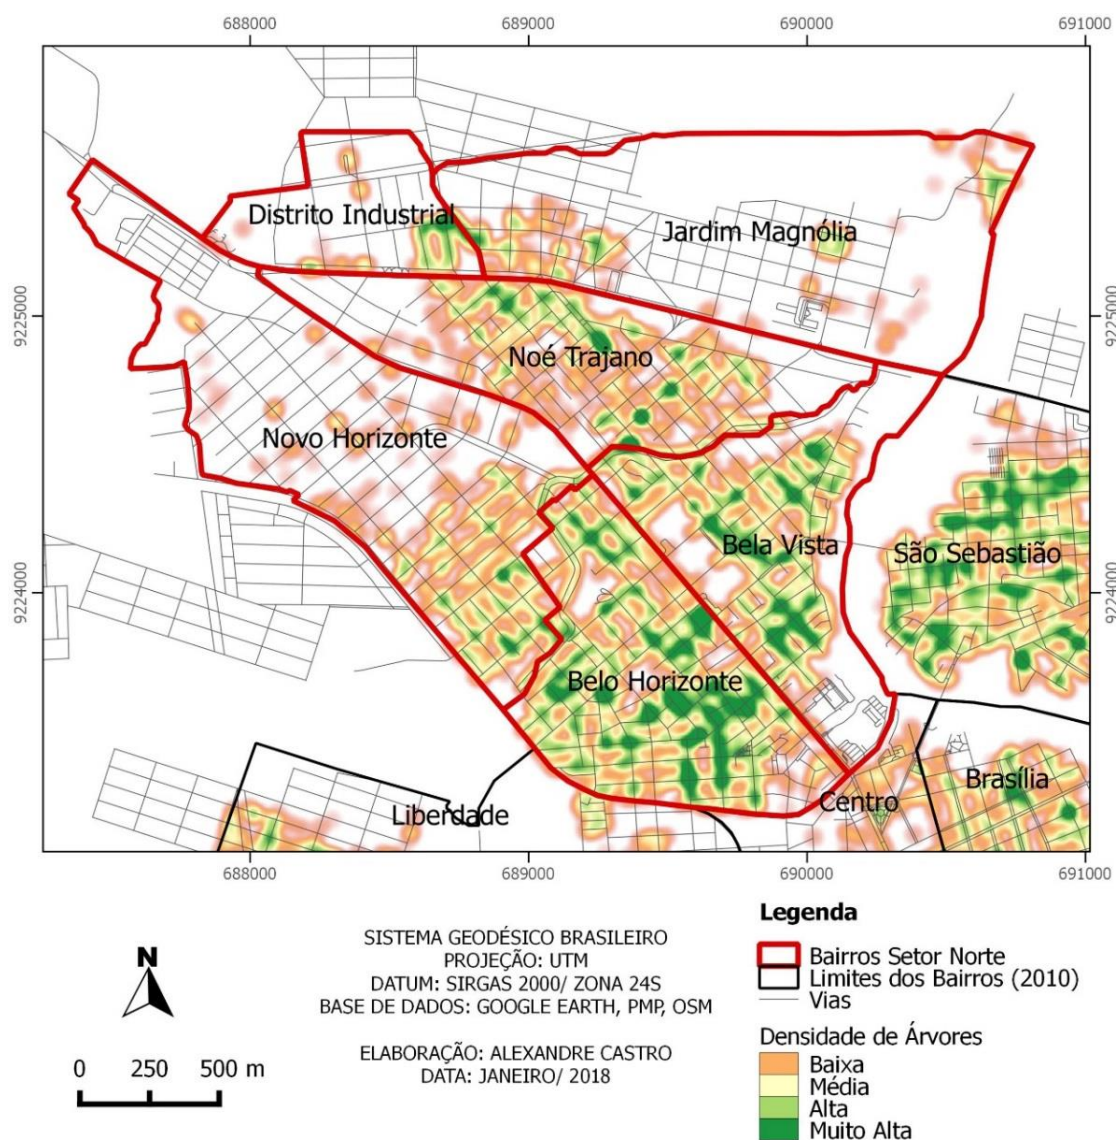 688000 689000 690000 691000
Distrito Industrial
Jardim Magnólia
9225000
9225000
Noé Trajano
Novo Horizonte
Bela Vista
São Sebastião
9224000
9224000
Belo Horizonte
Brasília
Centro
Liberdade
688000 689000 690000 691000
N
0 250 500 m
SISTEMA GEODÉSICO BRASILEIRO
PROJEÇÃO: UTM
DATUM: SIRGAS 2000/ ZONA 24S
BASE DE DADOS: GOOGLE EARTH, PMP, OSM
ELABORAÇÃO: ALEXANDRE CASTRO
DATA: JANEIRO/ 2018
Legenda
Bairros Setor Norte
Limites dos Bairros (2010)
Vias
Densidade de Árvores
Baixa
Média
Alta
Muito Alta